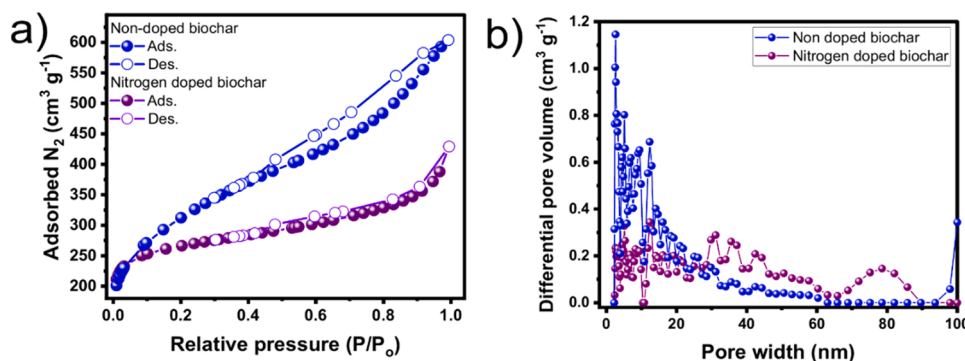 a)
Non-doped biochar
Ads.
Des.
Nitrogen doped biochar
Ads.
Des.
600
550
500
450
400
350
300
250
200
Adsorbed N₂ (cm³ g⁻¹)
0.0 0.2 0.4 0.6 0.8 1.0
Relative pressure (P/Pₒ)
b)
Non doped biochar
Nitrogen doped biochar
1.2
1.0
0.8
0.6
0.4
0.2
0.0
Differential pore volume (cm³ g⁻¹)
0 20 40 60 80 100
Pore width (nm)